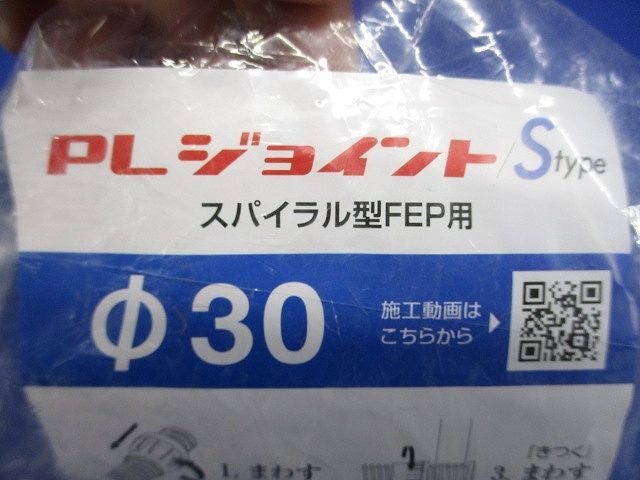 PLジョイント/S type
スパイラル型FEP用
φ30
施工動画は
こちらから
1. まわす
2
「きつく」
3. まわす